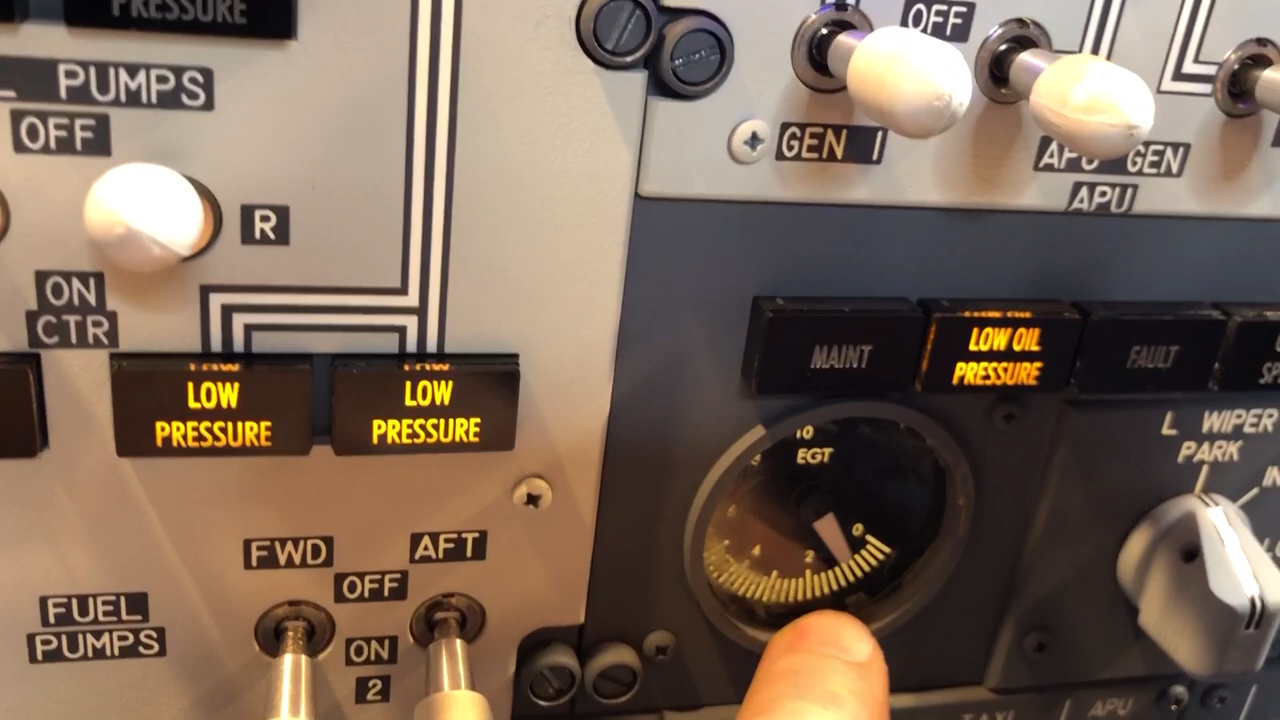 PRESSURE
PUMPS
OFF
R
ON
CTR
LOW
PRESSURE
LOW
PRESSURE
FWD
AFT
OFF
FUEL
PUMPS
ON
2
OFF
GEN 1
APU GEN
APU
MAINT
LOW OIL
PRESSURE
FAULT
L WIPER
PARK
10
EGT
0
2
4
APU